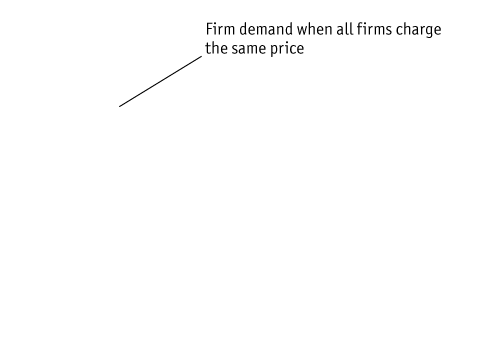 Firm demand when all firms charge
the same price